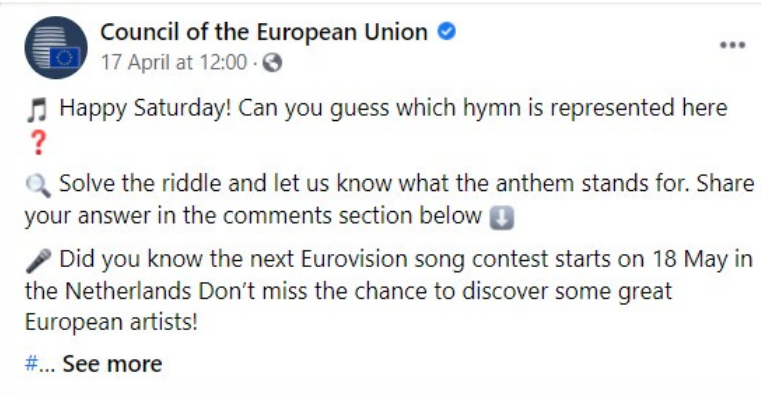 Council of the European Union
17 April at 12:00 ·
🎵 Happy Saturday! Can you guess which hymn is represented here
❓
🔍 Solve the riddle and let us know what the anthem stands for. Share
your answer in the comments section below ⬇️
🎤 Did you know the next Eurovision song contest starts on 18 May in
the Netherlands Don't miss the chance to discover some great
European artists!
#... See more